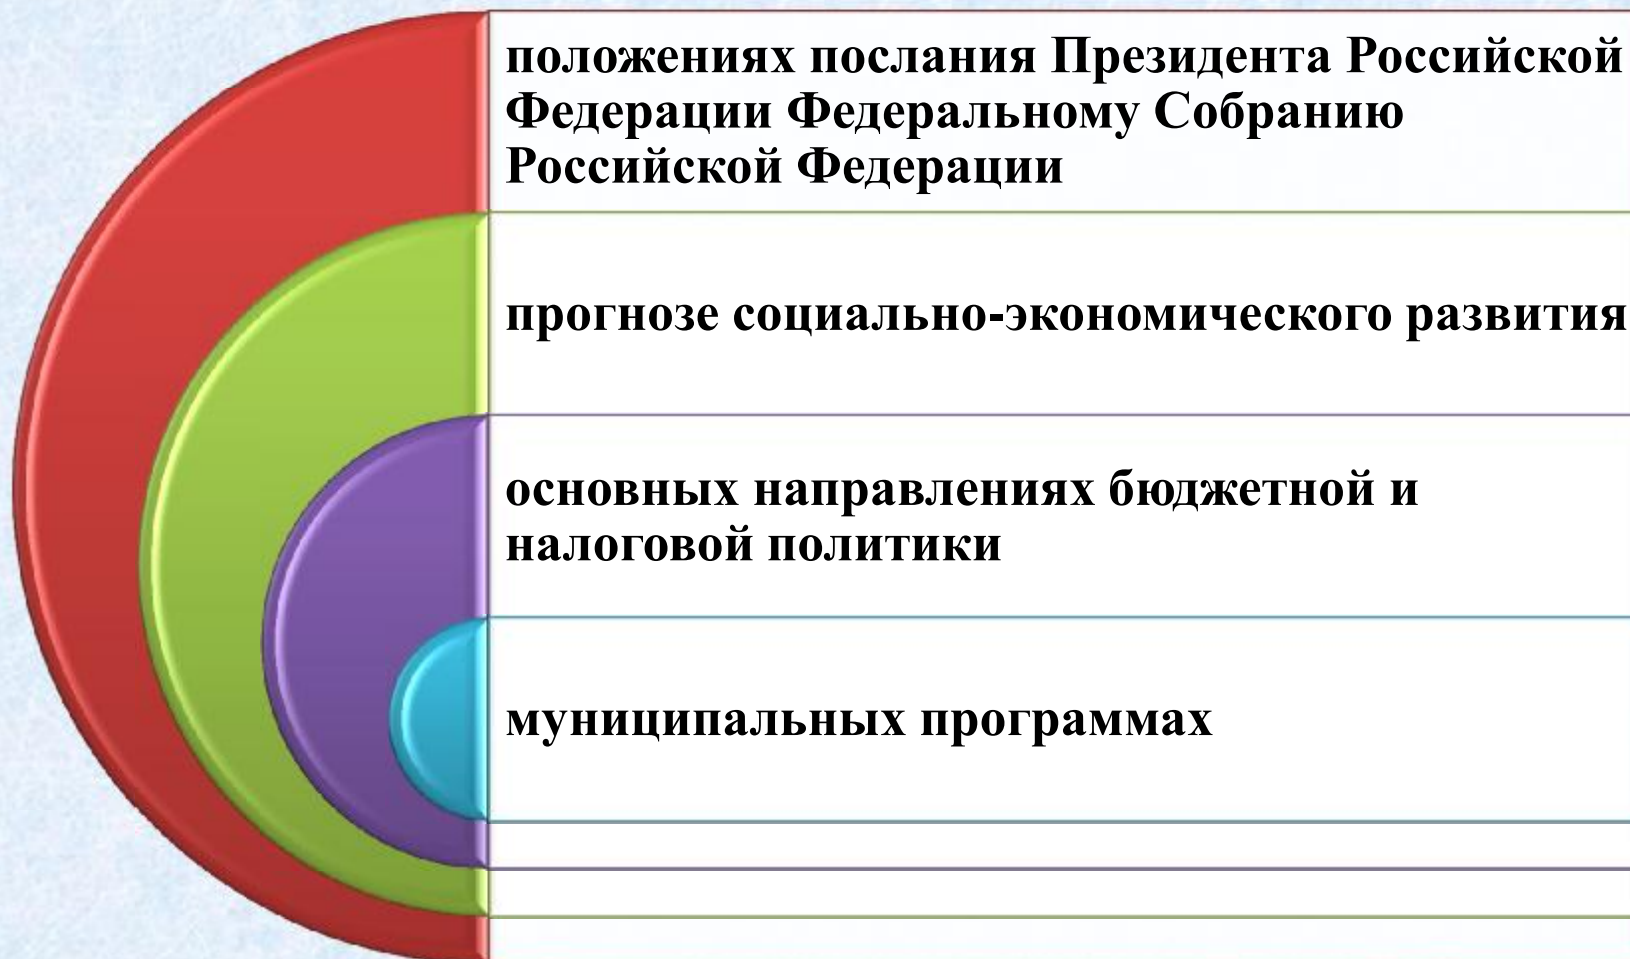 положениях послания Президента Российской
Федерации Федеральному Собранию
Российской Федерации
прогнозе социально-экономического развития
основных направлениях бюджетной и
налоговой политики
муниципальных программах